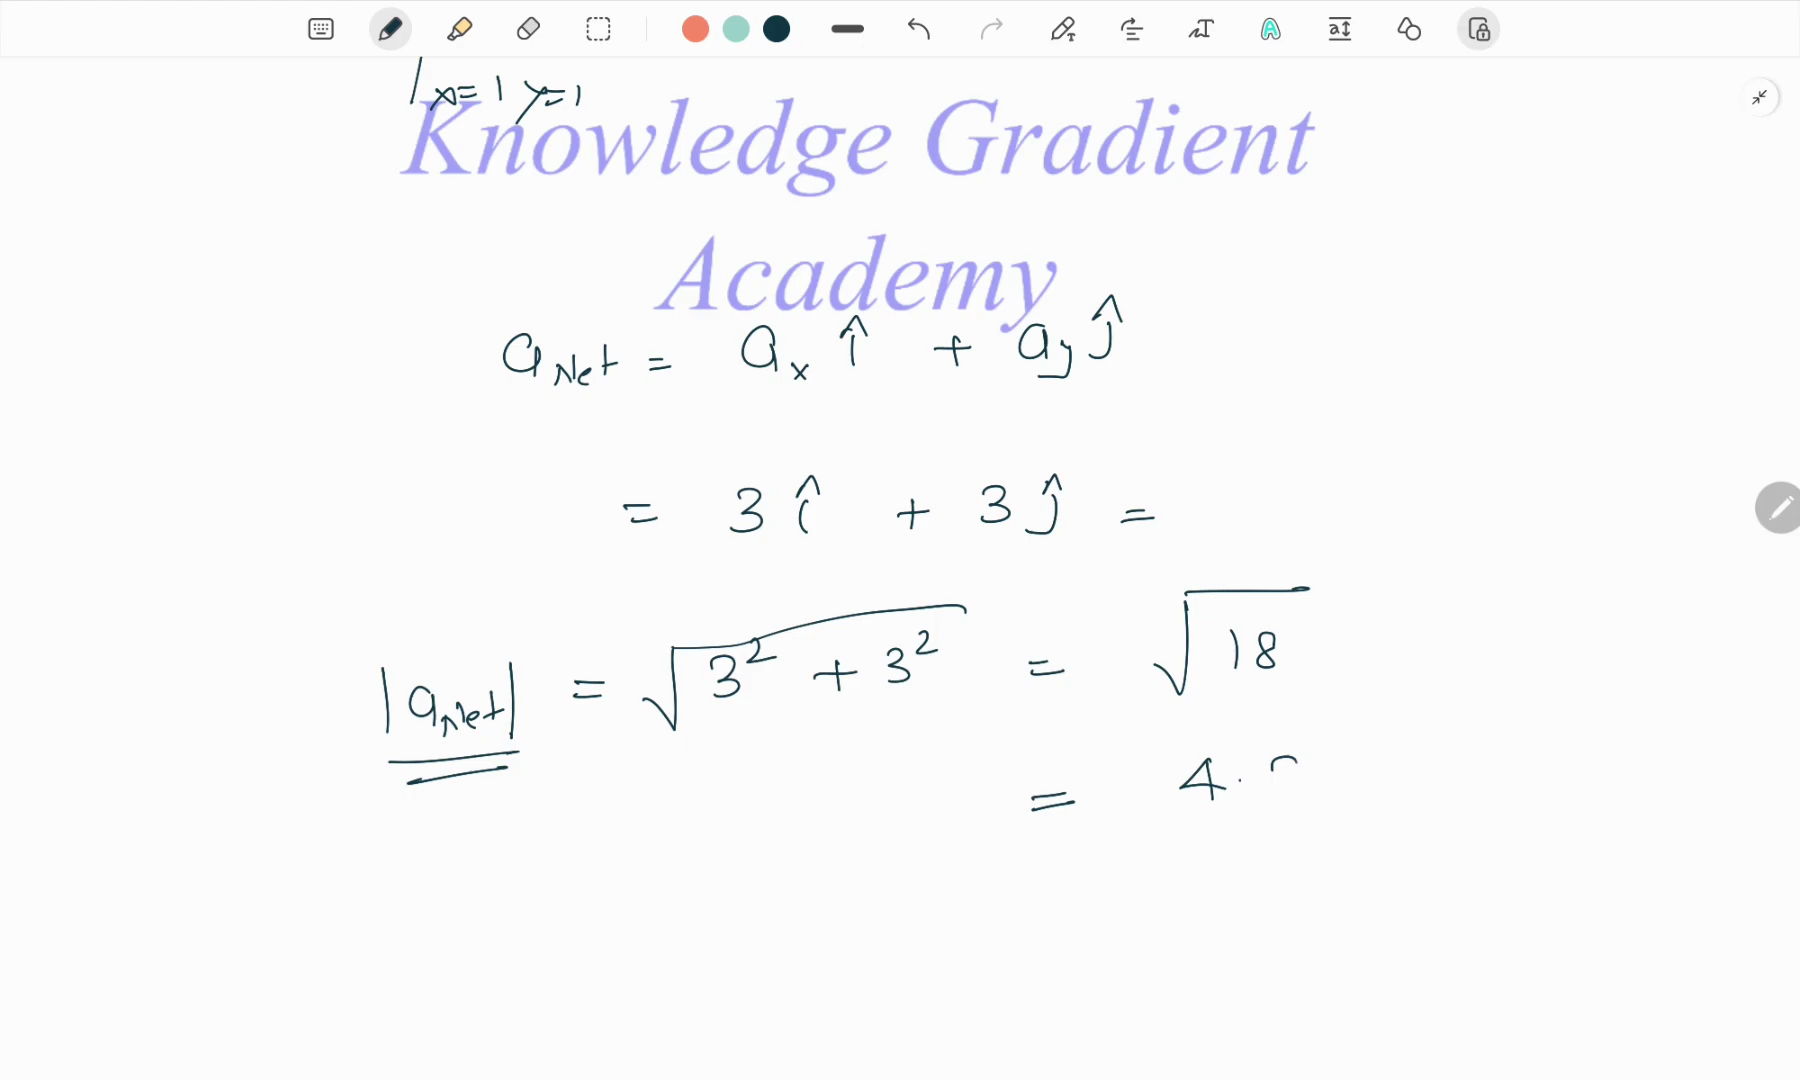 x=1 y=1
Knowledge Gradient
Academy
a_Net = a_x î + a_y ĵ
= 3 î + 3 ĵ =
|a_Net| = √(3² + 3²) = √18
= 4.